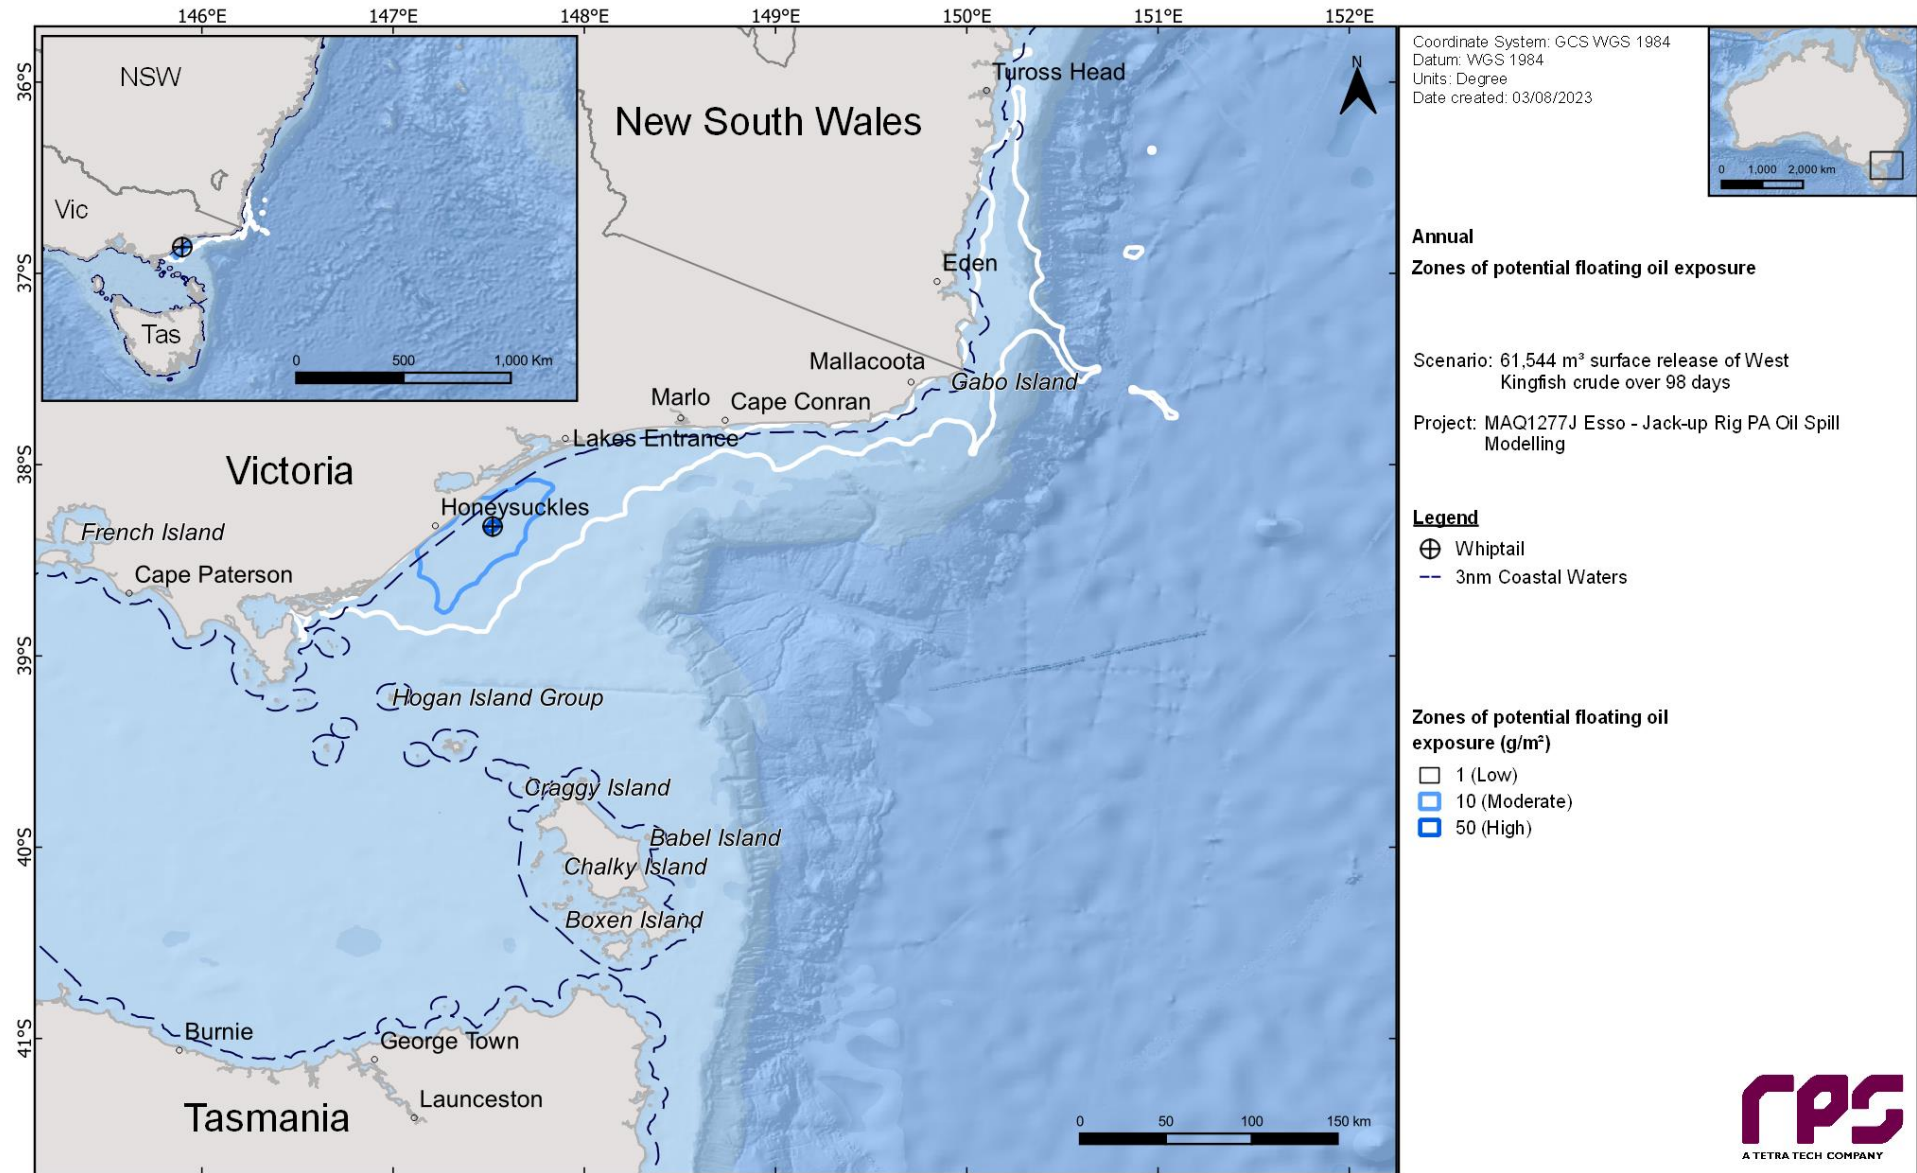 146°E
147°E
148°E
149°E
150°E
151°E
152°E
36°S
37°S
38°S
39°S
40°S
41°S
NSW
Vic
Tas
0 500 1,000 Km
New South Wales
Tuross Head
N
Eden
Mallacoota
Gabo Island
Marlo
Cape Conran
Lakes Entrance
Victoria
Honeysuckles
French Island
Cape Paterson
Hogan Island Group
Craggy Island
Babel Island
Chalky Island
Boxen Island
Burnie
George Town
Launceston
Tasmania
0 50 100 150 km
Coordinate System: GCS WGS 1984
Datum: WGS 1984
Units: Degree
Date created: 03/08/2023
0 1,000 2,000 km
Annual
Zones of potential floating oil exposure
Scenario: 61,544 m³ surface release of West
Kingfish crude over 98 days
Project: MAQ1277J Esso - Jack-up Rig PA Oil Spill
Modelling
Legend
Whiptail
3nm Coastal Waters
Zones of potential floating oil
exposure (g/m²)
1 (Low)
10 (Moderate)
50 (High)
rps
A TETRA TECH COMPANY